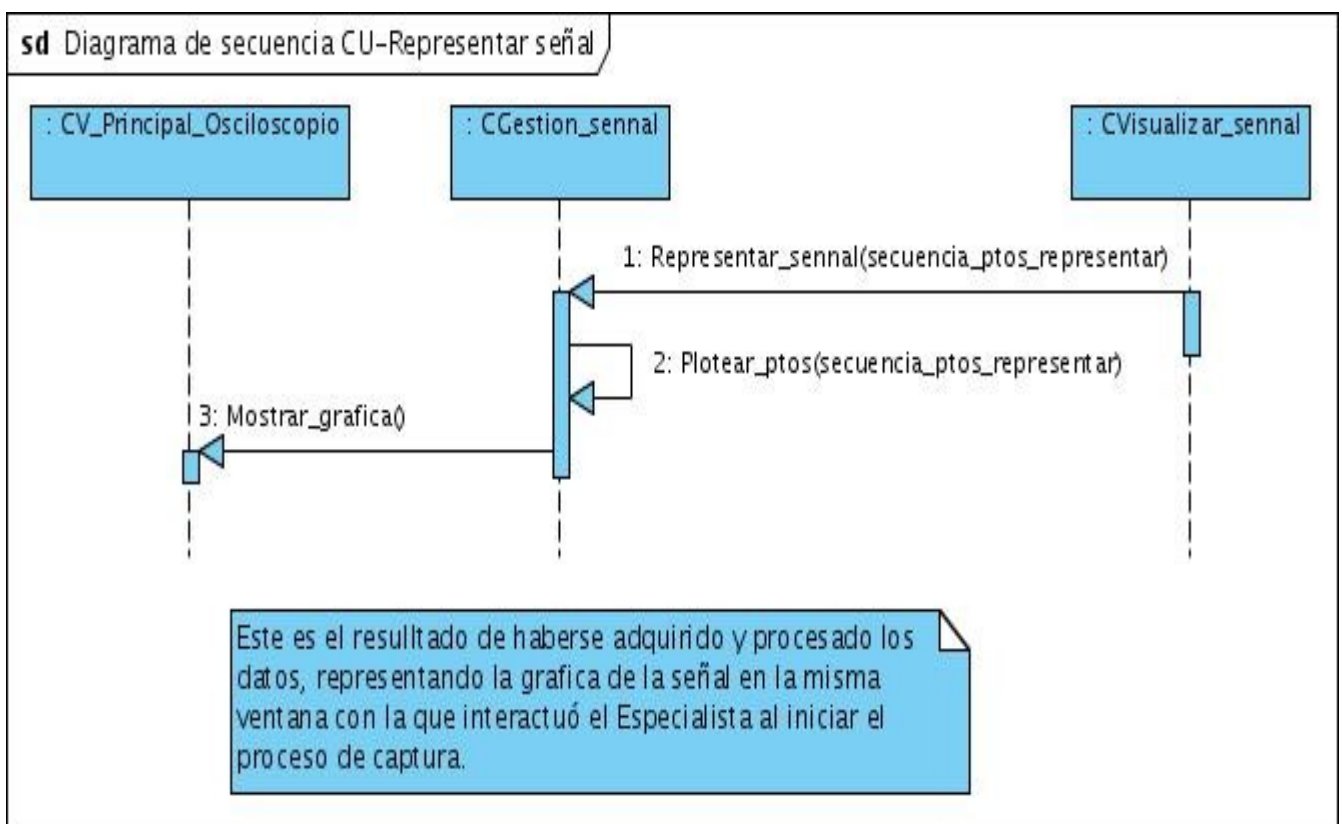 sd Diagrama de secuencia CU-Representar señal
: CV_Principal_Osciloscopio
: CGestion_sennal
: CVisualizar_sennal
1: Representar_sennal(secuencia_ptos_representar)
2: Plotear_ptos(secuencia_ptos_representar)
3: Mostrar_grafica()
Este es el resulltado de haberse adquirido y procesado los
datos, representando la grafica de la señal en la misma
ventana con la que interactuó el Especialista al iniciar el
proceso de captura.